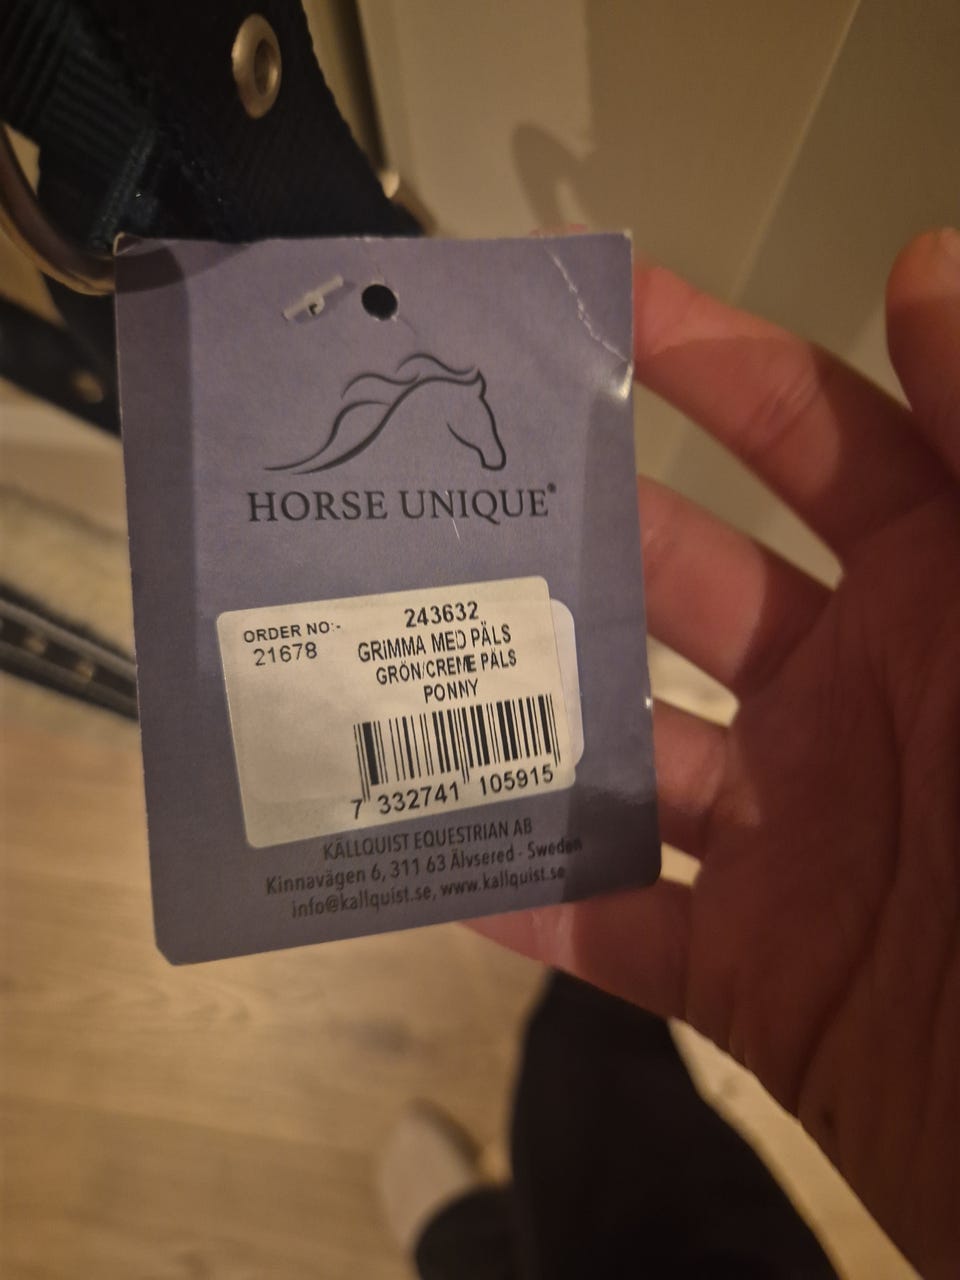 HORSE UNIQUE®
ORDER NO:-
21678
243632
GRIMMA MED PÄLS
GRÖN/CREME PÄLS
PONNY
7 332741 105915
KÄLLQUIST EQUESTRIAN AB
Kinnavägen 6, 311 63 Älvsered - Sweden
info@kallquist.se, www.kallquist.se